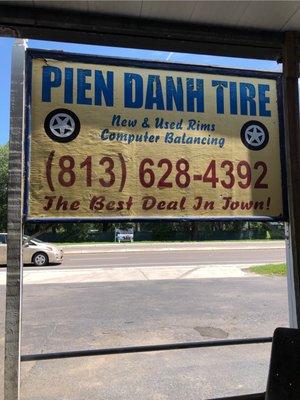 PIEN DANH TIRE
New & Used Rims
Computer Balancing
(813) 628-4392
The Best Deal In Town!